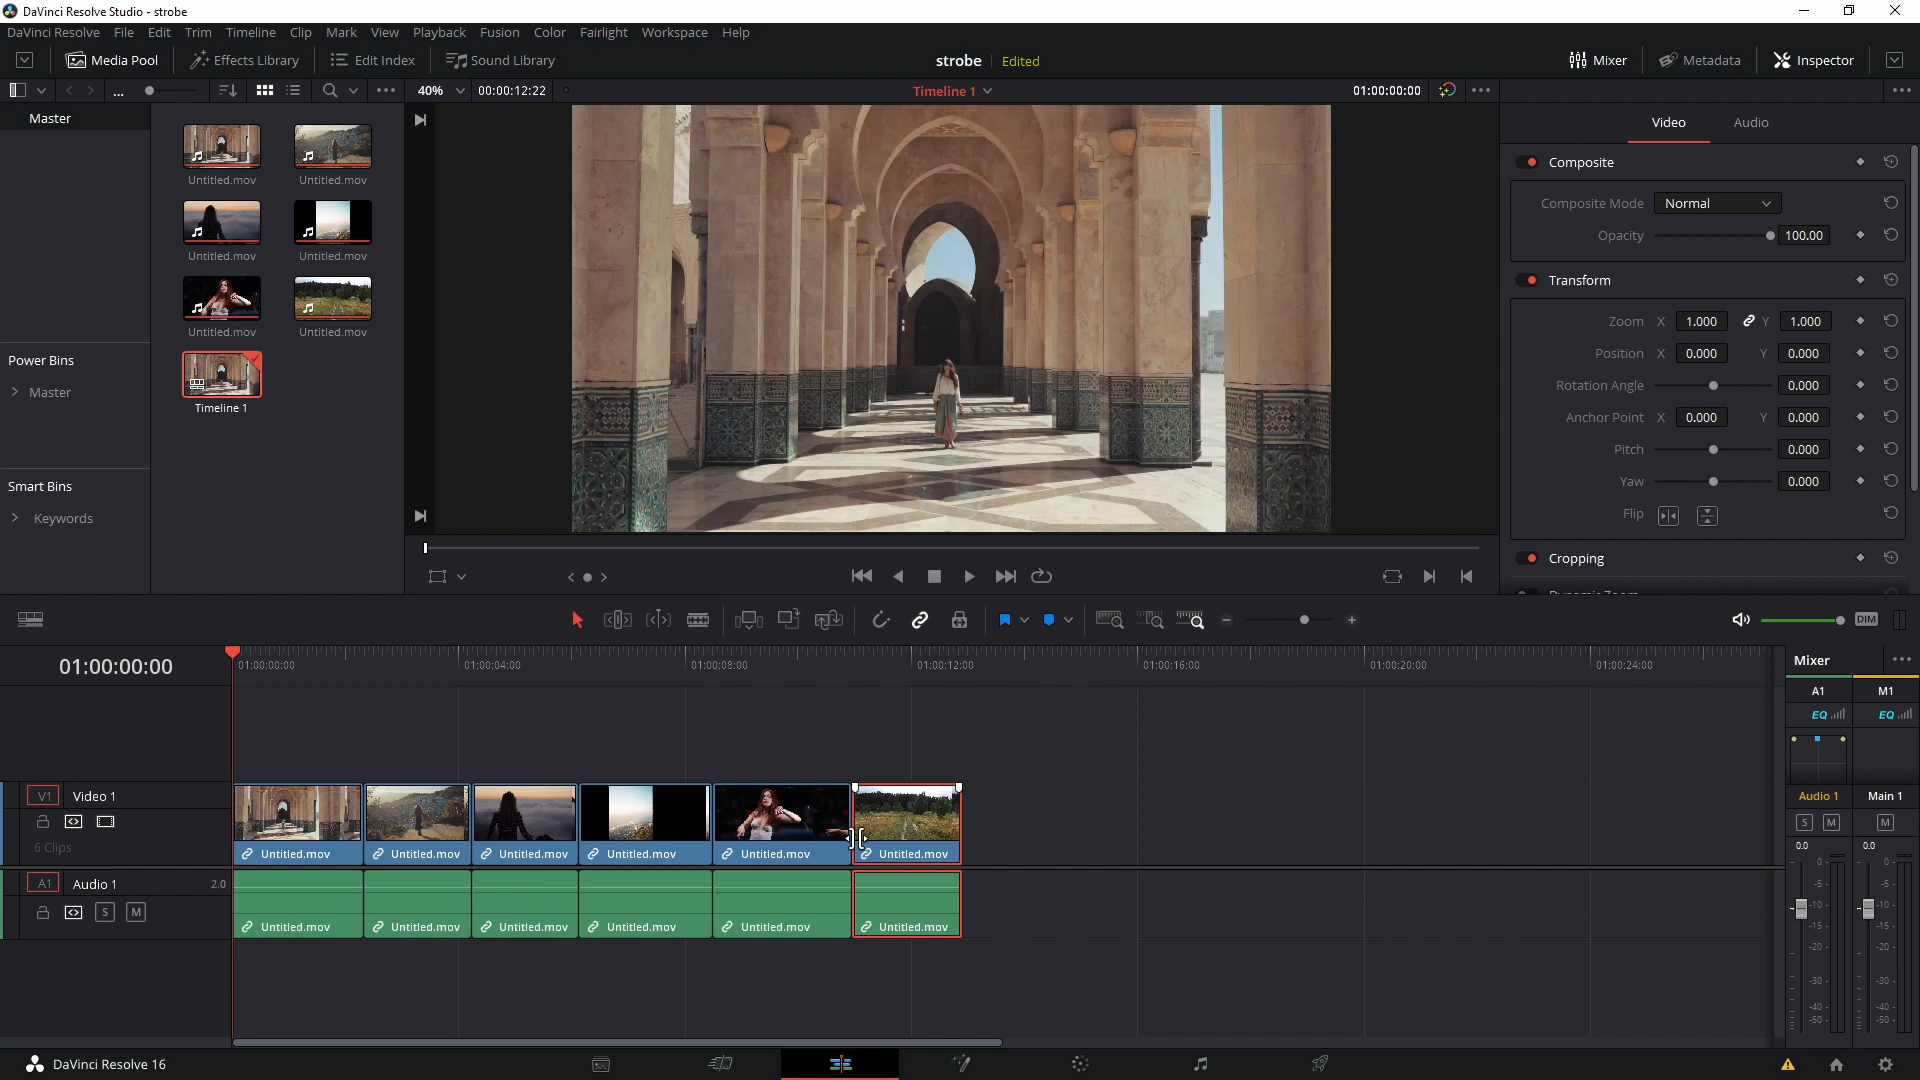 DaVinci Resolve Studio - strobe
DaVinci Resolve File Edit Trim Timeline Clip Mark View Playback Fusion Color Fairlight Workspace Help
Media Pool Effects Library Edit Index Sound Library strobe Edited Mixer Metadata Inspector
... 40% 00:00:12:22 Timeline 1 01:00:00:00
Master
Untitled.mov Untitled.mov
Untitled.mov Untitled.mov
Untitled.mov Untitled.mov
Timeline 1
Power Bins
Master
Smart Bins
Keywords
Video Audio
Composite
Composite Mode Normal
Opacity 100.00
Transform
Zoom X 1.000 Y 1.000
Position X 0.000 Y 0.000
Rotation Angle 0.000
Anchor Point X 0.000 Y 0.000
Pitch 0.000
Yaw 0.000
Flip
Cropping
Dynamic Zoom
DIM
01:00:00:00
01:00:00:00 01:00:04:00 01:00:08:00 01:00:12:00 01:00:16:00 01:00:20:00 01:00:24:00
V1 Video 1
6 Clips
Untitled.mov Untitled.mov Untitled.mov Untitled.mov Untitled.mov Untitled.mov
A1 Audio 1 2.0
S M
Untitled.mov Untitled.mov Untitled.mov Untitled.mov Untitled.mov Untitled.mov
Mixer
A1 M1
EQ EQ
Audio 1 Main 1
S M M
0.0 0.0
0 0
-5 -5
-10 -10
-15 -15
-20 -20
-30 -30
-40 -40
-50 -50
DaVinci Resolve 16